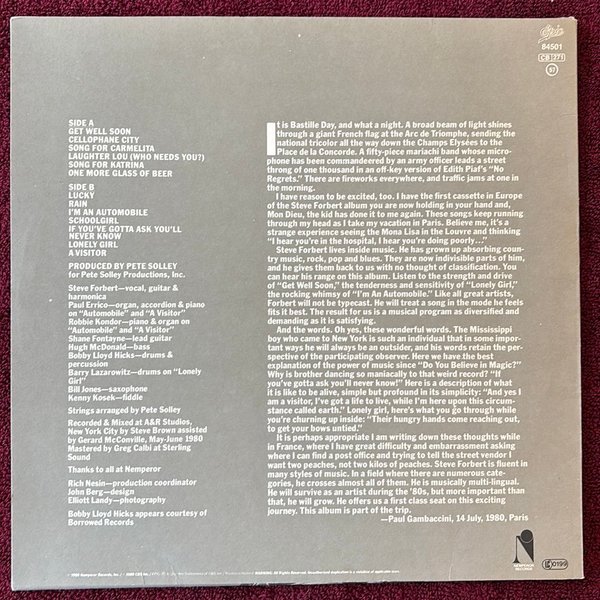 Epic
84501
CB 271
57
SIDE A
GET WELL SOON
CELLOPHANE CITY
SONG FOR CARMELITA
LAUGHTER LOU (WHO NEEDS YOU?)
SONG FOR KATRINA
ONE MORE GLASS OF BEER
SIDE B
LUCKY
RAIN
I'M AN AUTOMOBILE
SCHOOLGIRL
IF YOU'VE GOTTA ASK YOU'LL
NEVER KNOW
LONELY GIRL
A VISITOR
PRODUCED BY PETE SOLLEY
for Pete Solley Productions, Inc.
Steve Forbert—vocal, guitar &
harmonica
Paul Errico—organ, accordion & piano
on "Automobile" and "A Visitor"
Robbie Kondor—piano & organ on
"Automobile" and "A Visitor"
Shane Fontayne—lead guitar
Hugh McDonald—bass
Bobby Lloyd Hicks—drums &
percussion
Barry Lazarowitz—drums on "Lonely
Girl"
Bill Jones—saxophone
Kenny Kosek—fiddle
Strings arranged by Pete Solley
Recorded & Mixed at A&R Studios,
New York City by Steve Brown assisted
by Gerard McConville, May-June 1980
Mastered by Greg Calbi at Sterling
Sound
Thanks to all at Nemperor
Rich Nesin—production coordinator
John Berg—design
Elliott Landy—photography
Bobby Lloyd Hicks appears courtesy of
Borrowed Records
It is Bastille Day, and what a night. A broad beam of light shines
through a giant French flag at the Arc de Triomphe, sending the
national tricolor all the way down the Champs Elysées to the
Place de la Concorde. A fifty-piece mariachi band whose micro-
phone has been commandeered by an army officer leads a street
throng of one thousand in an off-key version of Edith Piaf's "No
Regrets." There are fireworks everywhere, and traffic jams at one in
the morning.
I have reason to be excited, too. I have the first cassette in Europe
of the Steve Forbert album you are now holding in your hand and,
Mon Dieu, the kid has done it to me again. These songs keep running
through my head as I take my vacation in Paris. Believe me, it's a
strange experience seeing the Mona Lisa in the Louvre and thinking
"I hear you're in the hospital, I hear you're doing poorly..."
Steve Forbert lives inside music. He has grown up absorbing coun-
try music, rock, pop and blues. They are now indivisible parts of him,
and he gives them back to us with no thought of classification. You
can hear his range on this album. Listen to the strength and drive
of "Get Well Soon," the tenderness and sensitivity of "Lonely Girl,"
the rocking whimsy of "I'm An Automobile." Like all great artists,
Forbert will not be typecast. He will treat a song in the mode he feels
fits it best. The result for us is a musical program as diversified and
demanding as it is satisfying.
And the words. Oh yes, these wonderful words. The Mississippi
boy who came to New York is such an individual that in some impor-
tant ways he will always be an outsider, and his words retain the per-
spective of the participating observer. Here we have the best
explanation of the power of music since "Do You Believe in Magic?"
Why is brother dancing so maniacally to that weird record? "If
you've gotta ask you'll never know!" Here is a description of what
it is like to be alive, simple but profound in its simplicity: "And yes I
am a visitor, I've got a life to live, while I'm here upon this circum-
stance called earth." Lonely girl, here's what you go through while
you're churning up inside: "Their hungry hands come reaching out,
to get your bows untied."
It is perhaps appropriate I am writing down these thoughts while
in France, where I have great difficulty and embarrassment asking
where I can find a post office and trying to tell the street vendor I
want two peaches, not two kilos of peaches. Steve Forbert is fluent in
many styles of music. In a field where there are numerous cate-
gories, he crosses almost all of them. He is musically multi-lingual.
He will survive as an artist during the '80s, but more important than
that, he will grow. He offers us a first class seat on this exciting
journey. This album is part of the trip.
—Paul Gambaccini, 14 July, 1980, Paris
NEMPEROR
RECORDS
0199